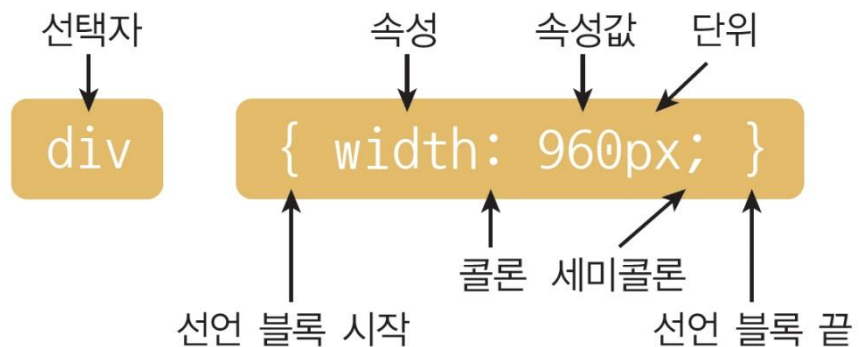 선택자 속성 속성값 단위
div { width: 960px; }
콜론 세미콜론
선언 블록 시작 선언 블록 끝